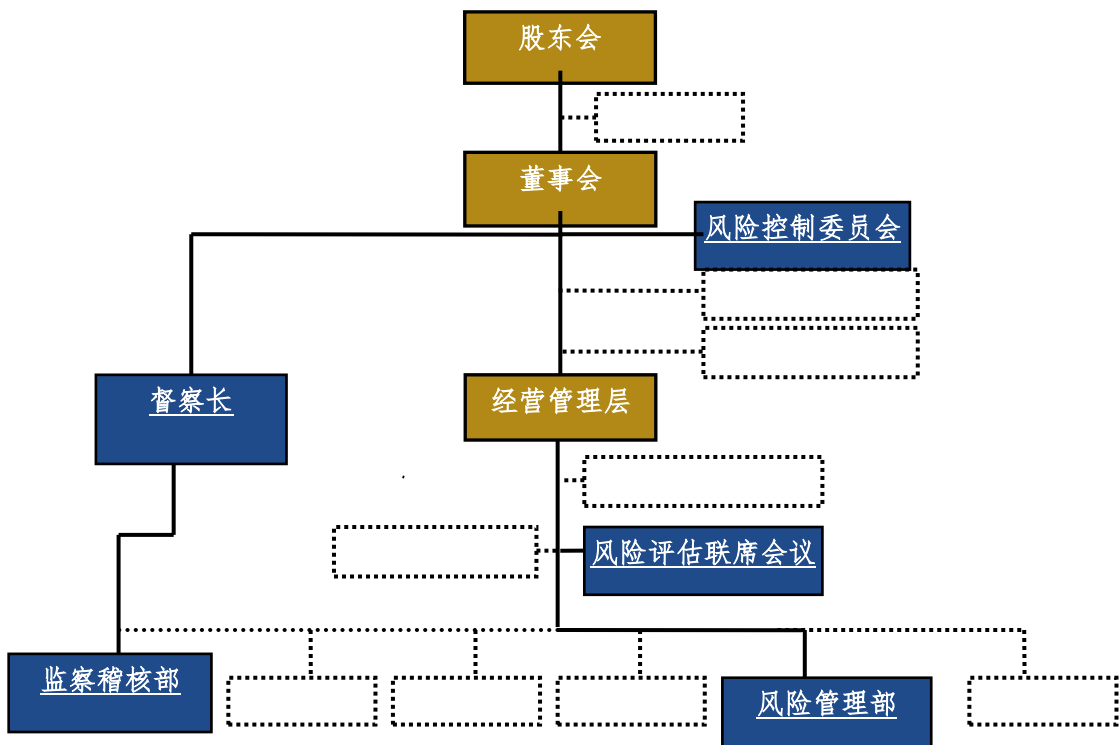 股东会
董事会
风险控制委员会
督察长
经营管理层
风险评估联席会议
监察稽核部
风险管理部